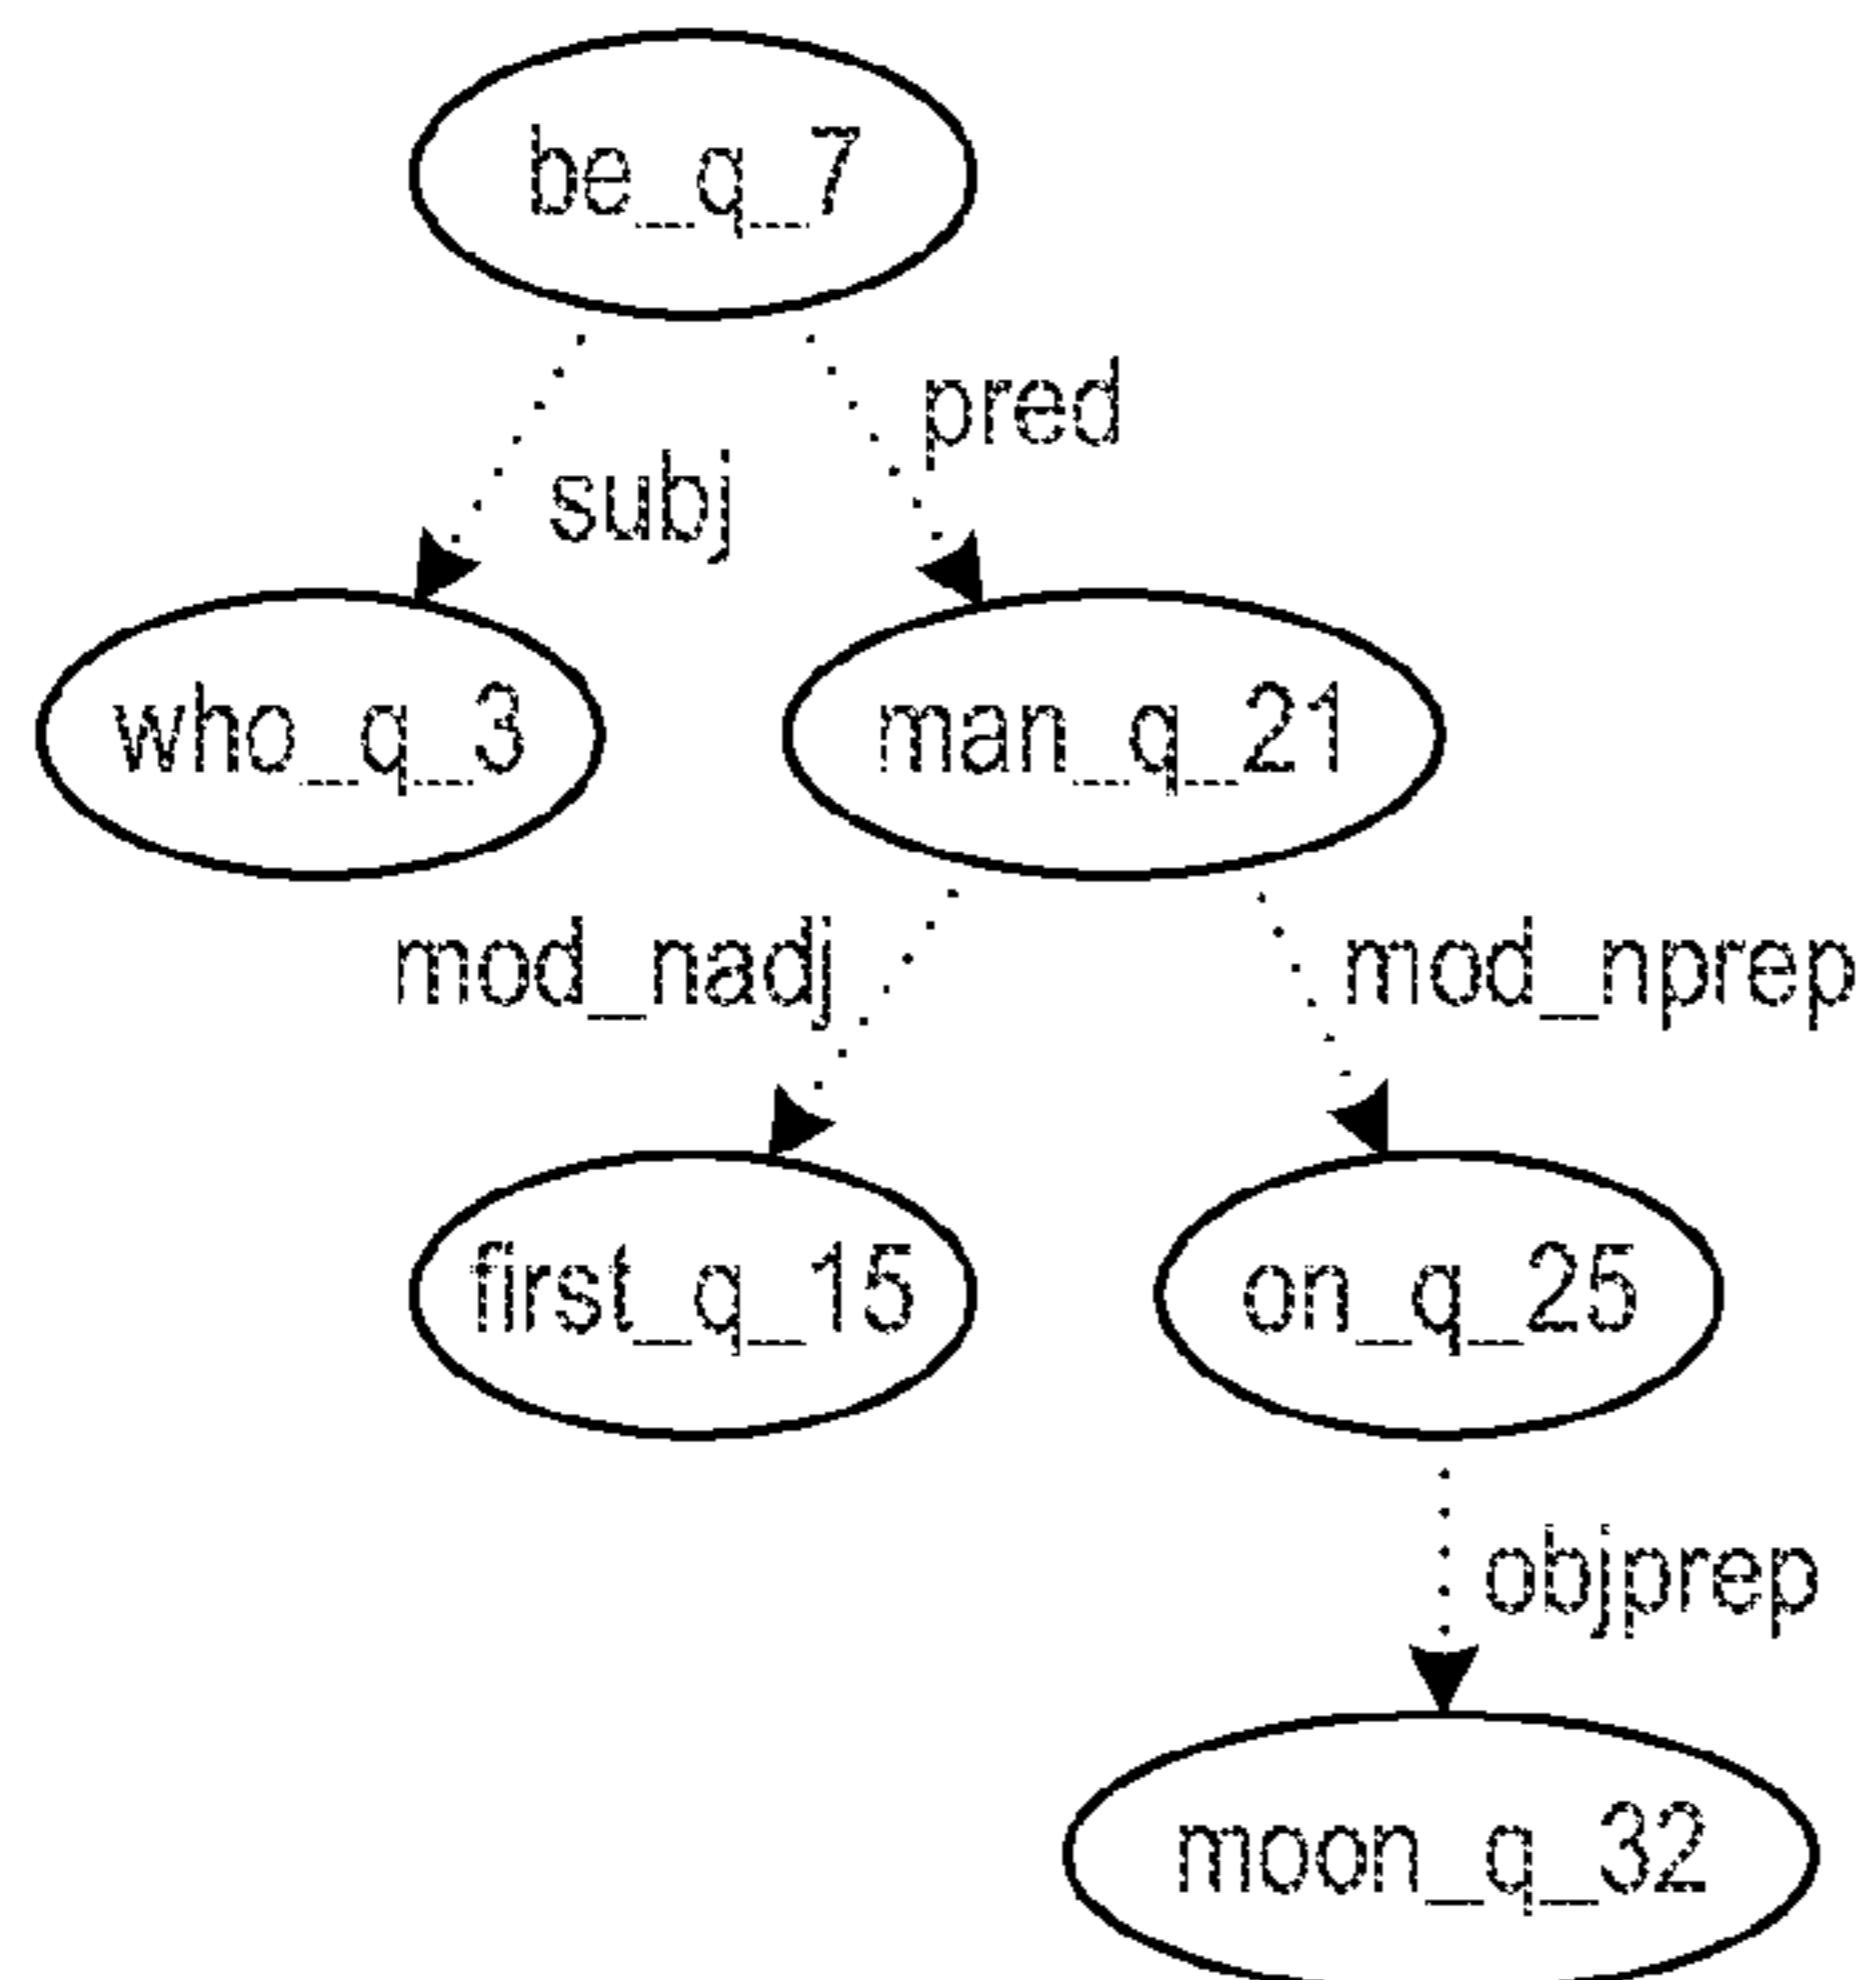 be_q_7
pred
subj
who_q_3
man_q_21
mod_nadj
mod_nprep
first_q_15
on_q_25
objprep
moon_q_32